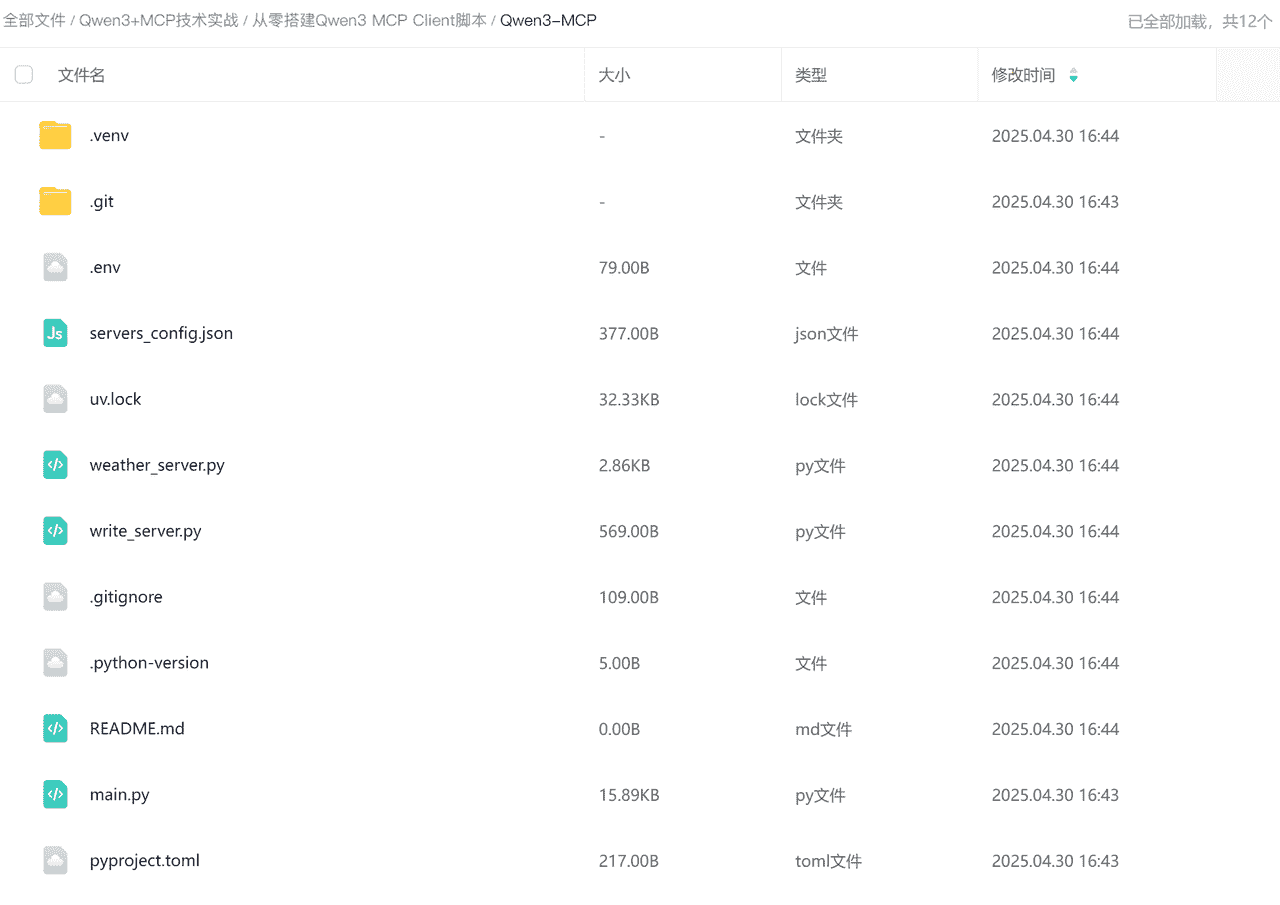 全部文件 / Qwen3+MCP技术实战 / 从零搭建Qwen3 MCP Client脚本 / Qwen3-MCP 已全部加载，共12个
文件名 大小 类型 修改时间
.venv - 文件夹 2025.04.30 16:44
.git - 文件夹 2025.04.30 16:43
.env 79.00B 文件 2025.04.30 16:44
Js servers_config.json 377.00B json文件 2025.04.30 16:44
uv.lock 32.33KB lock文件 2025.04.30 16:44
</> weather_server.py 2.86KB py文件 2025.04.30 16:44
</> write_server.py 569.00B py文件 2025.04.30 16:44
.gitignore 109.00B 文件 2025.04.30 16:44
.python-version 5.00B 文件 2025.04.30 16:44
</> README.md 0.00B md文件 2025.04.30 16:44
</> main.py 15.89KB py文件 2025.04.30 16:43
pyproject.toml 217.00B toml文件 2025.04.30 16:43